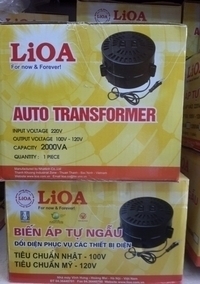 LiOA
For now & Forever!
AUTO TRANSFORMER
INPUT VOLTAGE 220V
OUTPUT VOLTAGE 100V - 120V
CAPACITY 2000VA
QUANTITY : 1 PIECE
LiOA
For now & Forever!
BIẾN ÁP TỰ NGẪU
ĐỔI ĐIỆN PHỤC VỤ CÁC THIẾT BỊ ĐIỆN
TIÊU CHUẨN NHẬT - 100V
TIÊU CHUẨN MỸ - 120V